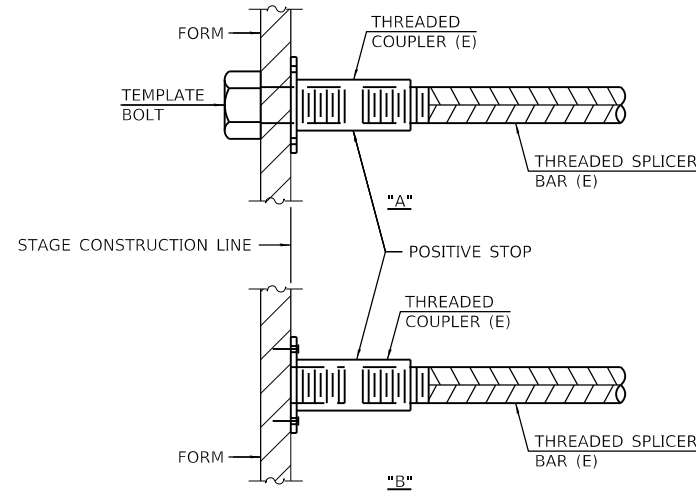 FORM
THREADED
COUPLER (E)
TEMPLATE
BOLT
THREADED SPLICER
BAR (E)
"A"
STAGE CONSTRUCTION LINE
POSITIVE STOP
THREADED
COUPLER (E)
THREADED SPLICER
BAR (E)
FORM
"B"